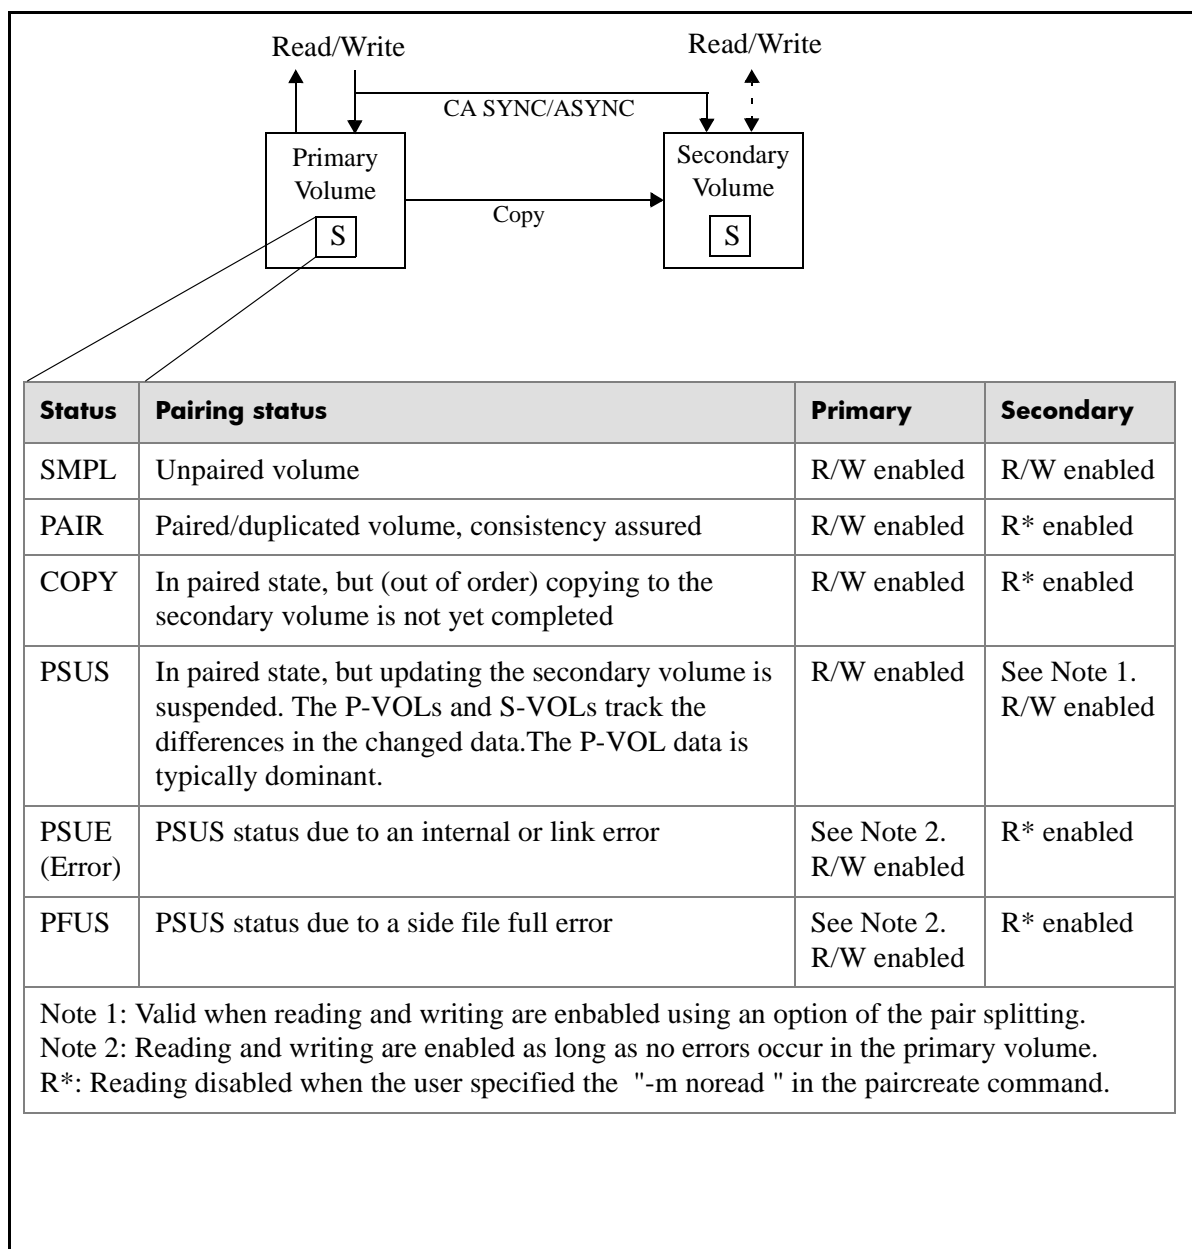 Read/Write
Read/Write
CA SYNC/ASYNC
Primary
Volume
S
Copy
Secondary
Volume
S
Status Pairing status Primary Secondary
SMPL Unpaired volume R/W enabled R/W enabled
PAIR Paired/duplicated volume, consistency assured R/W enabled R* enabled
COPY In paired state, but (out of order) copying to the R/W enabled R* enabled
secondary volume is not yet completed
PSUS In paired state, but updating the secondary volume is R/W enabled See Note 1.
suspended. The P-VOLs and S-VOLs track the R/W enabled
differences in the changed data.The P-VOL data is
typically dominant.
PSUE PSUS status due to an internal or link error See Note 2. R* enabled
(Error) R/W enabled
PFUS PSUS status due to a side file full error See Note 2. R* enabled
R/W enabled
Note 1: Valid when reading and writing are enbabled using an option of the pair splitting.
Note 2: Reading and writing are enabled as long as no errors occur in the primary volume.
R*: Reading disabled when the user specified the "-m noread " in the paircreate command.